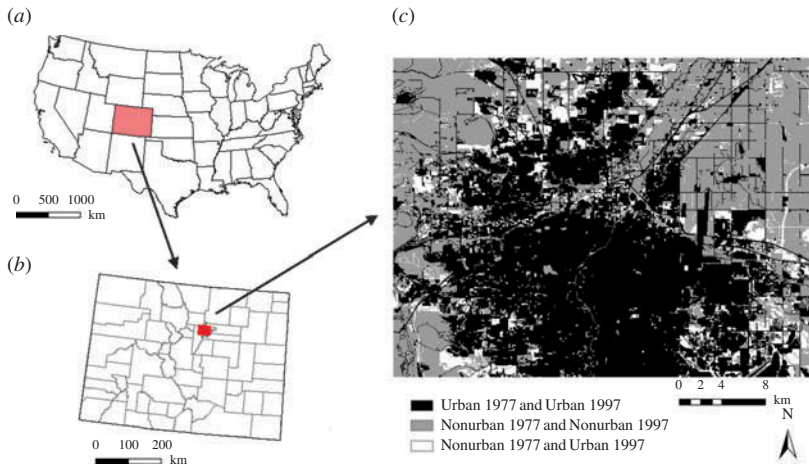 (a)
0 500 1000
km
(b)
0 100 200
km
(c)
Urban 1977 and Urban 1997
Nonurban 1977 and Nonurban 1997
Nonurban 1977 and Urban 1997
0 2 4 8
km
N